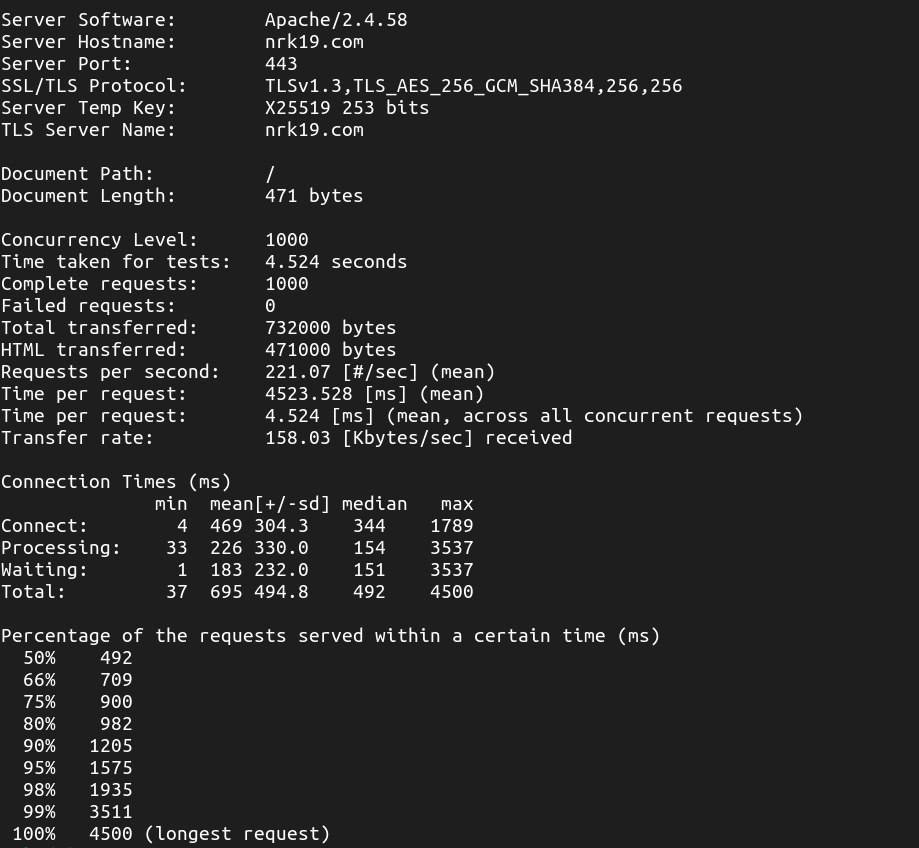 Server Software:        Apache/2.4.58
Server Hostname:        nrk19.com
Server Port:            443
SSL/TLS Protocol:       TLSv1.3,TLS_AES_256_GCM_SHA384,256,256
Server Temp Key:        X25519 253 bits
TLS Server Name:        nrk19.com

Document Path:          /
Document Length:        471 bytes

Concurrency Level:      1000
Time taken for tests:   4.524 seconds
Complete requests:      1000
Failed requests:        0
Total transferred:      732000 bytes
HTML transferred:       471000 bytes
Requests per second:    221.07 [#/sec] (mean)
Time per request:       4523.528 [ms] (mean)
Time per request:       4.524 [ms] (mean, across all concurrent requests)
Transfer rate:          158.03 [Kbytes/sec] received

Connection Times (ms)
              min  mean[+/-sd] median   max
Connect:        4  469 304.3    344    1789
Processing:    33  226 330.0    154    3537
Waiting:        1  183 232.0    151    3537
Total:         37  695 494.8    492    4500

Percentage of the requests served within a certain time (ms)
  50%    492
  66%    709
  75%    900
  80%    982
  90%   1205
  95%   1575
  98%   1935
  99%   3511
 100%   4500 (longest request)